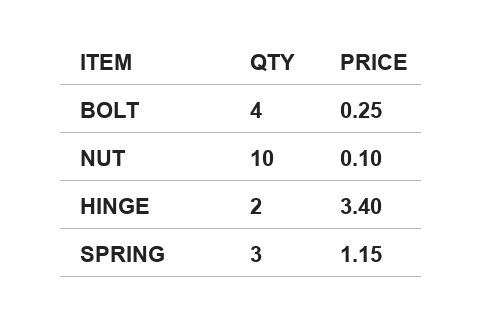 ITEM QTY PRICE
BOLT 4 0.25
NUT 10 0.10
HINGE 2 3.40
SPRING 3 1.15